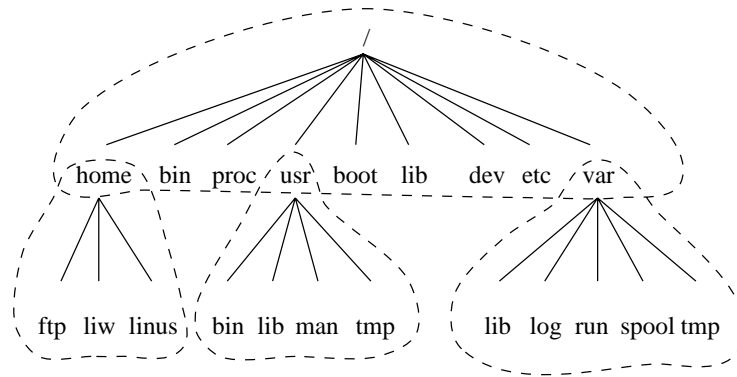 /
home bin proc usr boot lib dev etc var
ftp liw linus bin lib man tmp lib log run spool tmp